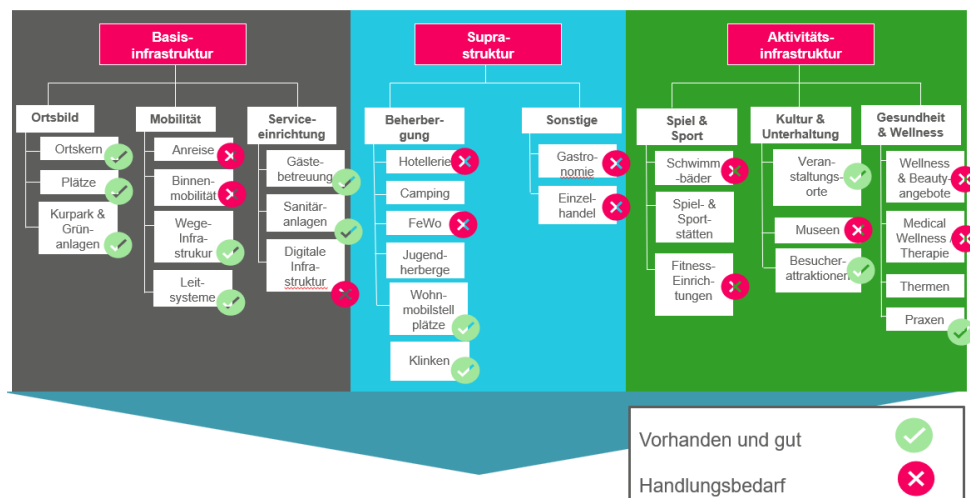 Basis-
infrastruktur
Ortsbild
Ortskern
Plätze
Kurpark &
Grün-
anlagen
Mobilität
Anreise
Binnen-
mobilität
Wege-
Infra-
strukur
Leit-
systeme
Service-
einrichtung
Gäste-
betreuung
Sanitär-
anlagen
Digitale
Infra-
struktur
Supra-
struktur
Beherber-
gung
Hotellerie
Camping
FeWo
Jugend-
herberge
Wohn-
mobilstell
plätze
Klinken
Sonstige
Gastro-
nomie
Einzel-
handel
Aktivitäts-
infrastruktur
Spiel &
Sport
Schwimm-
bäder
Spiel- &
Sport-
stätten
Fitness-
Einrich-
tungen
Kultur &
Unterhaltung
Veran-
staltungs-
orte
Museen
Besucher-
attraktionen
Gesundheit
& Wellness
Wellness
& Beauty-
angebote
Medical
Wellness /
Therapie
Thermen
Praxen
Vorhanden und gut
Handlungsbedarf